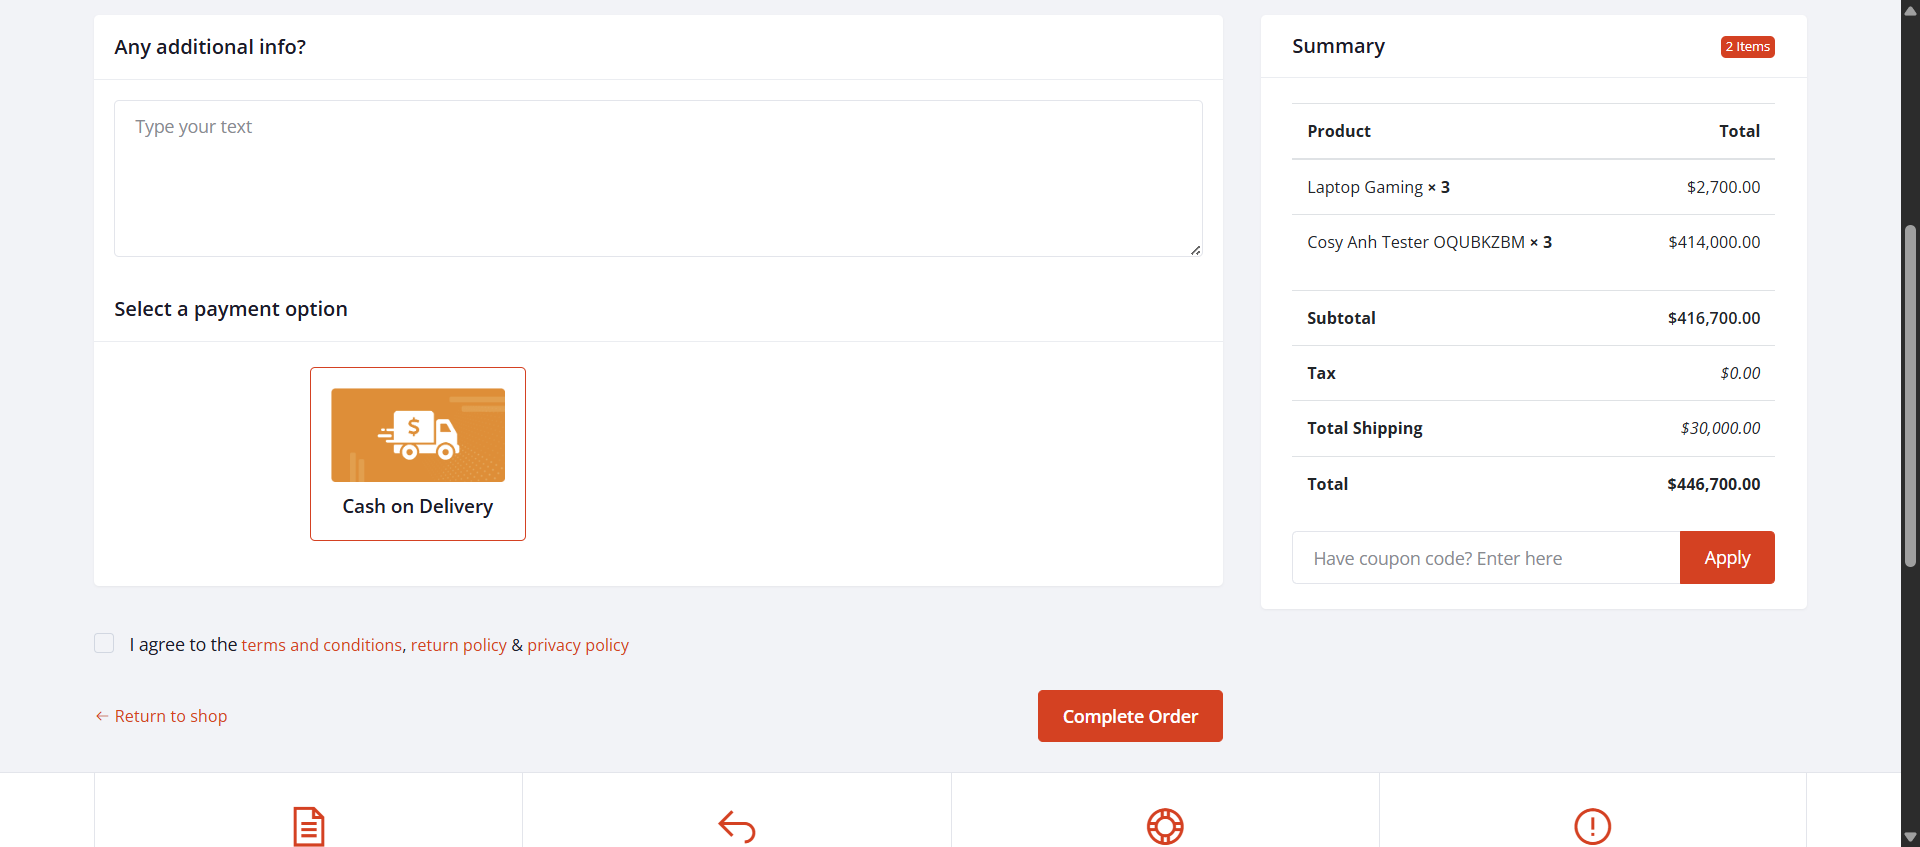 Any additional info?
Type your text
Select a payment option
$
Cash on Delivery
I agree to the terms and conditions, return policy & privacy policy
← Return to shop
Complete Order
Summary
2 Items
Product Total
Laptop Gaming × 3 $2,700.00
Cosy Anh Tester OQUBKZBM × 3 $414,000.00
Subtotal $416,700.00
Tax $0.00
Total Shipping $30,000.00
Total $446,700.00
Have coupon code? Enter here
Apply